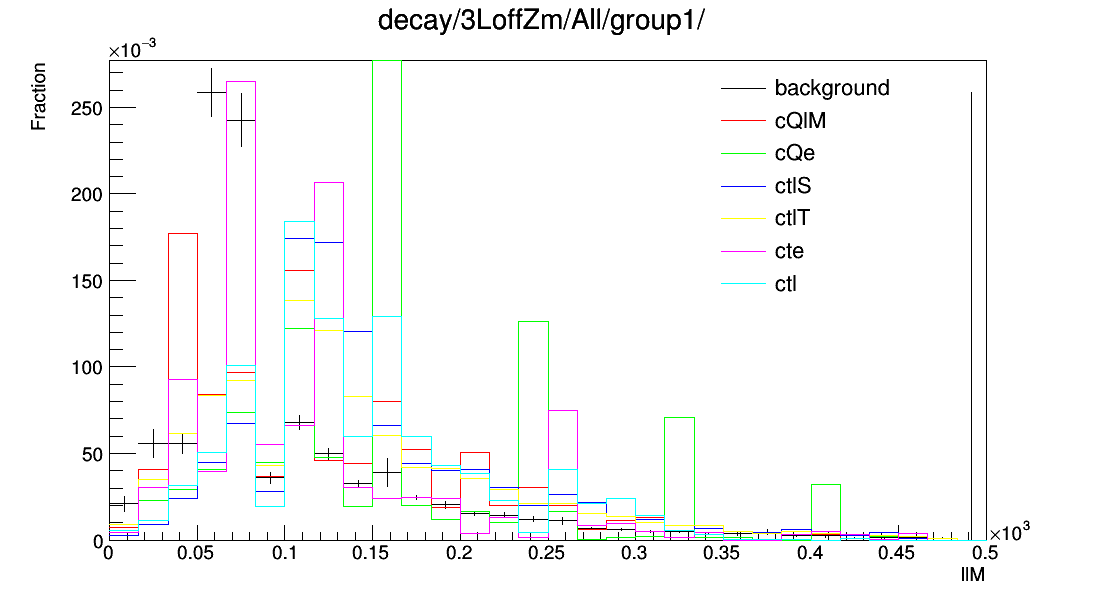 decay/3LoffZm/All/group1/
×10⁻³
Fraction
250
200
150
100
50
0
background
cQlM
cQe
ctlS
ctlT
cte
ctl
0 0.05 0.1 0.15 0.2 0.25 0.3 0.35 0.4 0.45 0.5
×10³
llM